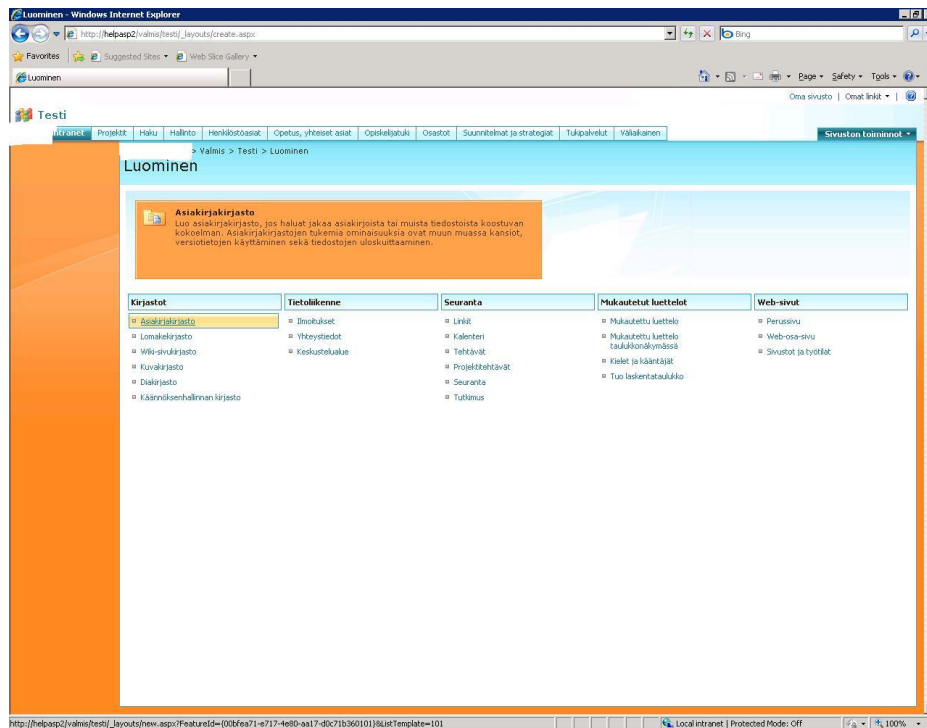 Luominen - Windows Internet Explorer
http://helpasp2/valmis/testi/_layouts/create.aspx
Bing
Favorites Suggested Sites Web Slice Gallery
Luominen
Page Safety Tools
Oma sivusto | Omat linkit
Testi
Intranet Projektit Haku Hallinto Henkilöstöasiat Opetus, yhteiset asiat Opiskelijatuki Osastot Suunnitelmat ja strategiat Tukipalvelut Väliaikainen Sivuston toiminnot
> Valmis > Testi > Luominen
Luominen
Asiakirjakirjasto
Luo asiakirjakirjasto, jos haluat jakaa asiakirjoista tai muista tiedostoista koostuvan
kokoelman. Asiakirjakirjastojen tukemia ominaisuuksia ovat muun muassa kansiot,
versiotietojen käyttäminen sekä tiedostojen uloskuittaaminen.
Kirjastot
Asiakirjakirjasto
Lomakekirjasto
Wiki-sivukirjasto
Kuvakirjasto
Diakirjasto
Käännöksenhallinnan kirjasto
Tietoliikenne
Ilmoitukset
Yhteystiedot
Keskustelualue
Seuranta
Linkit
Kalenteri
Tehtävät
Projektitehtävät
Seuranta
Tutkimus
Mukautetut luettelot
Mukautettu luettelo
Mukautettu luettelo
taulukkonäkymässä
Kielet ja kääntäjät
Tuo laskentataulukko
Web-sivut
Perussivu
Web-osa-sivu
Sivustot ja työtilat
http://helpasp2/valmis/testi/_layouts/new.aspx?FeatureId={00bfea71-e717-4e80-aa17-d0c71b360101}&ListTemplate=101
Local intranet | Protected Mode: Off
100%